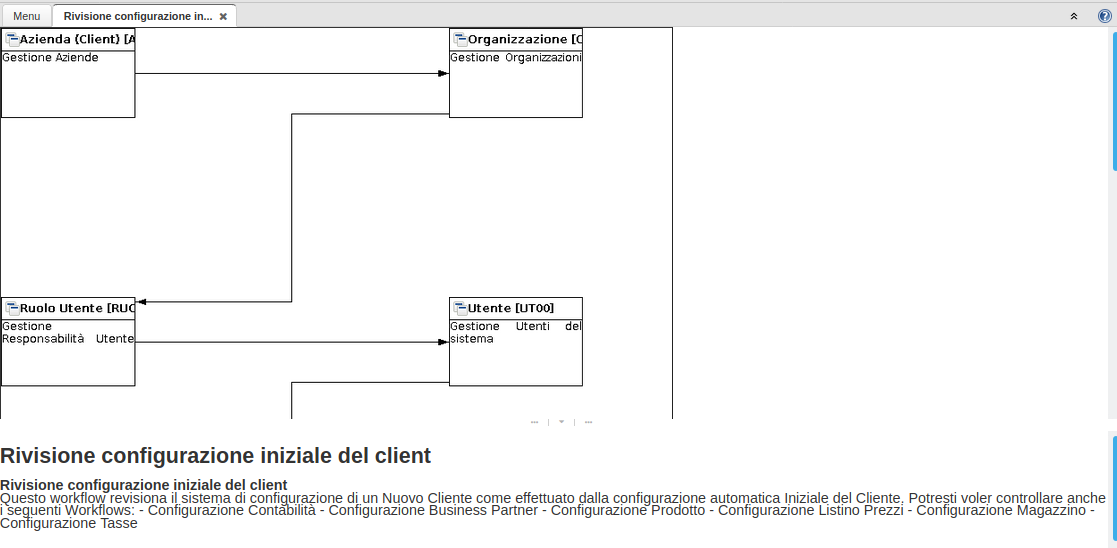 Menu
Rivisione configurazione in...
Azienda (Client) [A
Organizzazione [C
Gestione Aziende
Gestione Organizzazioni
Ruolo Utente [RUO
Utente [UT00]
Gestione
Responsabilità Utente
Gestione Utenti del
sistema
Rivisione configurazione iniziale del client
Rivisione configurazione iniziale del client
Questo workflow revisiona il sistema di configurazione di un Nuovo Cliente come effettuato dalla configurazione automatica Iniziale del Cliente. Potresti voler controllare anche
i seguenti Workflows: - Configurazione Contabilità - Configurazione Business Partner - Configurazione Prodotto - Configurazione Listino Prezzi - Configurazione Magazzino -
Configurazione Tasse